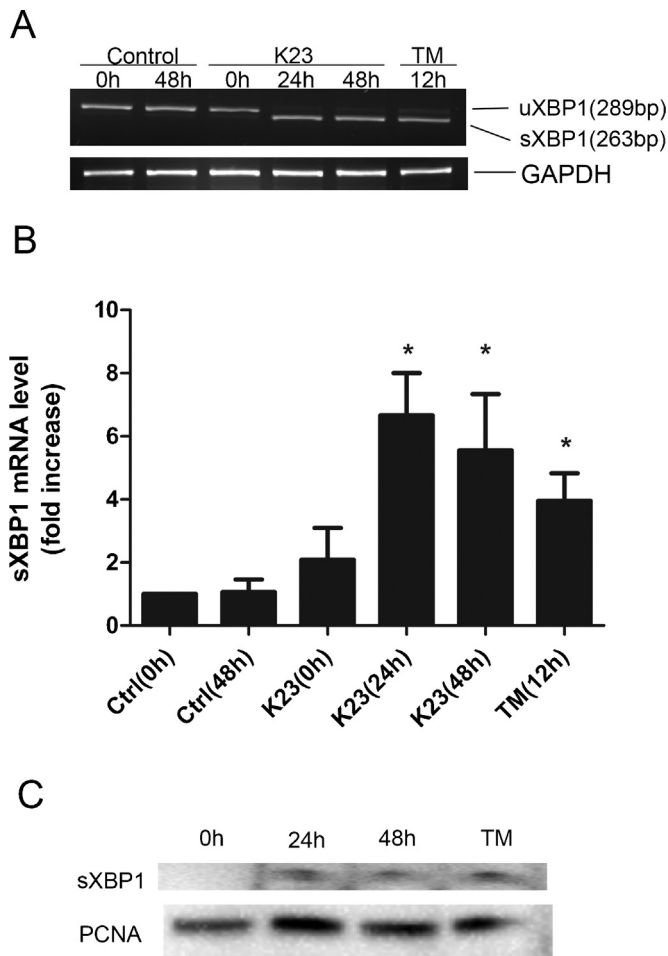 A
Control K23 TM
0h 48h 0h 24h 48h 12h
uXBP1(289bp)
sXBP1(263bp)
GAPDH
B
10
8
6
4
2
0
sXBP1 mRNA level
(fold increase)
* * *
Ctrl(0h) Ctrl(48h) K23(0h) K23(24h) K23(48h) TM(12h)
C
0h 24h 48h TM
sXBP1
PCNA